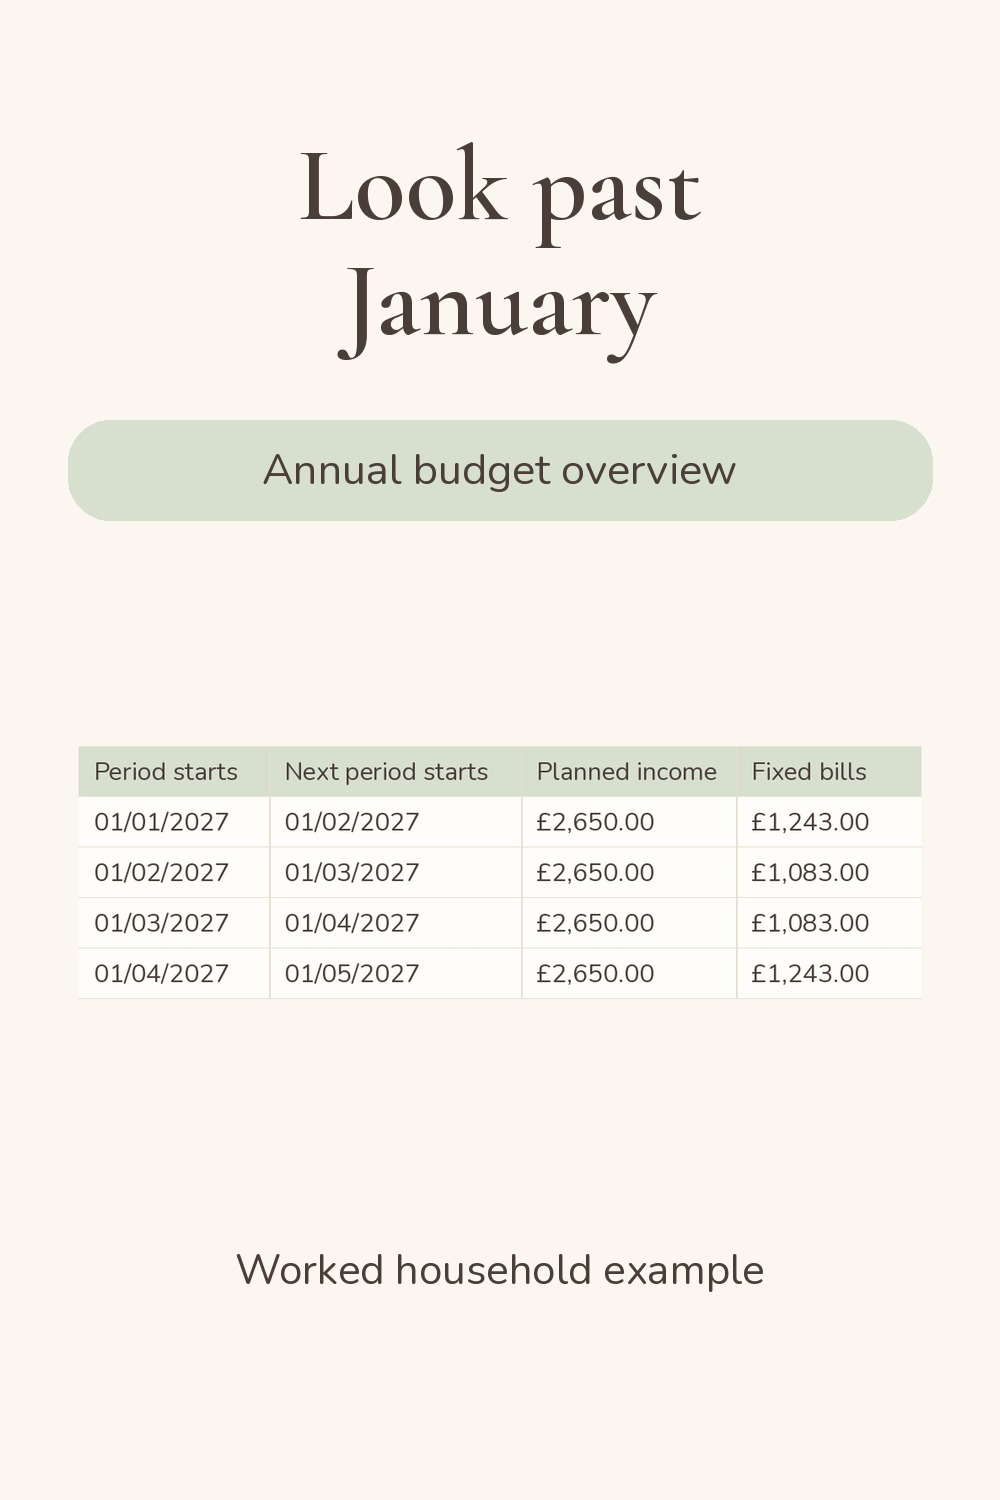 Look past
January
Annual budget overview
Period starts Next period starts Planned income Fixed bills
01/01/2027 01/02/2027 £2,650.00 £1,243.00
01/02/2027 01/03/2027 £2,650.00 £1,083.00
01/03/2027 01/04/2027 £2,650.00 £1,083.00
01/04/2027 01/05/2027 £2,650.00 £1,243.00
Worked household example